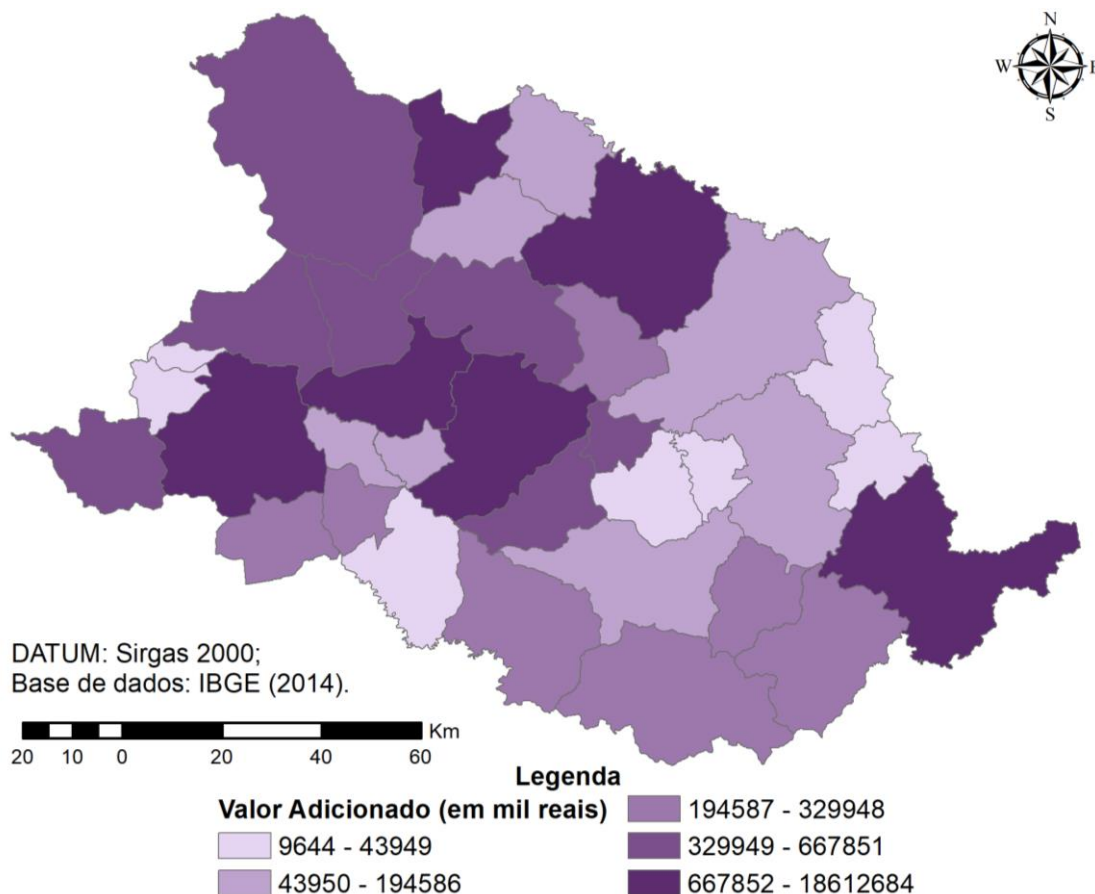 N
W
E
S
DATUM: Sirgas 2000;
Base de dados: IBGE (2014).
Km
20 10 0 20 40 60
Legenda
Valor Adicionado (em mil reais)
9644 - 43949
43950 - 194586
194587 - 329948
329949 - 667851
667852 - 18612684